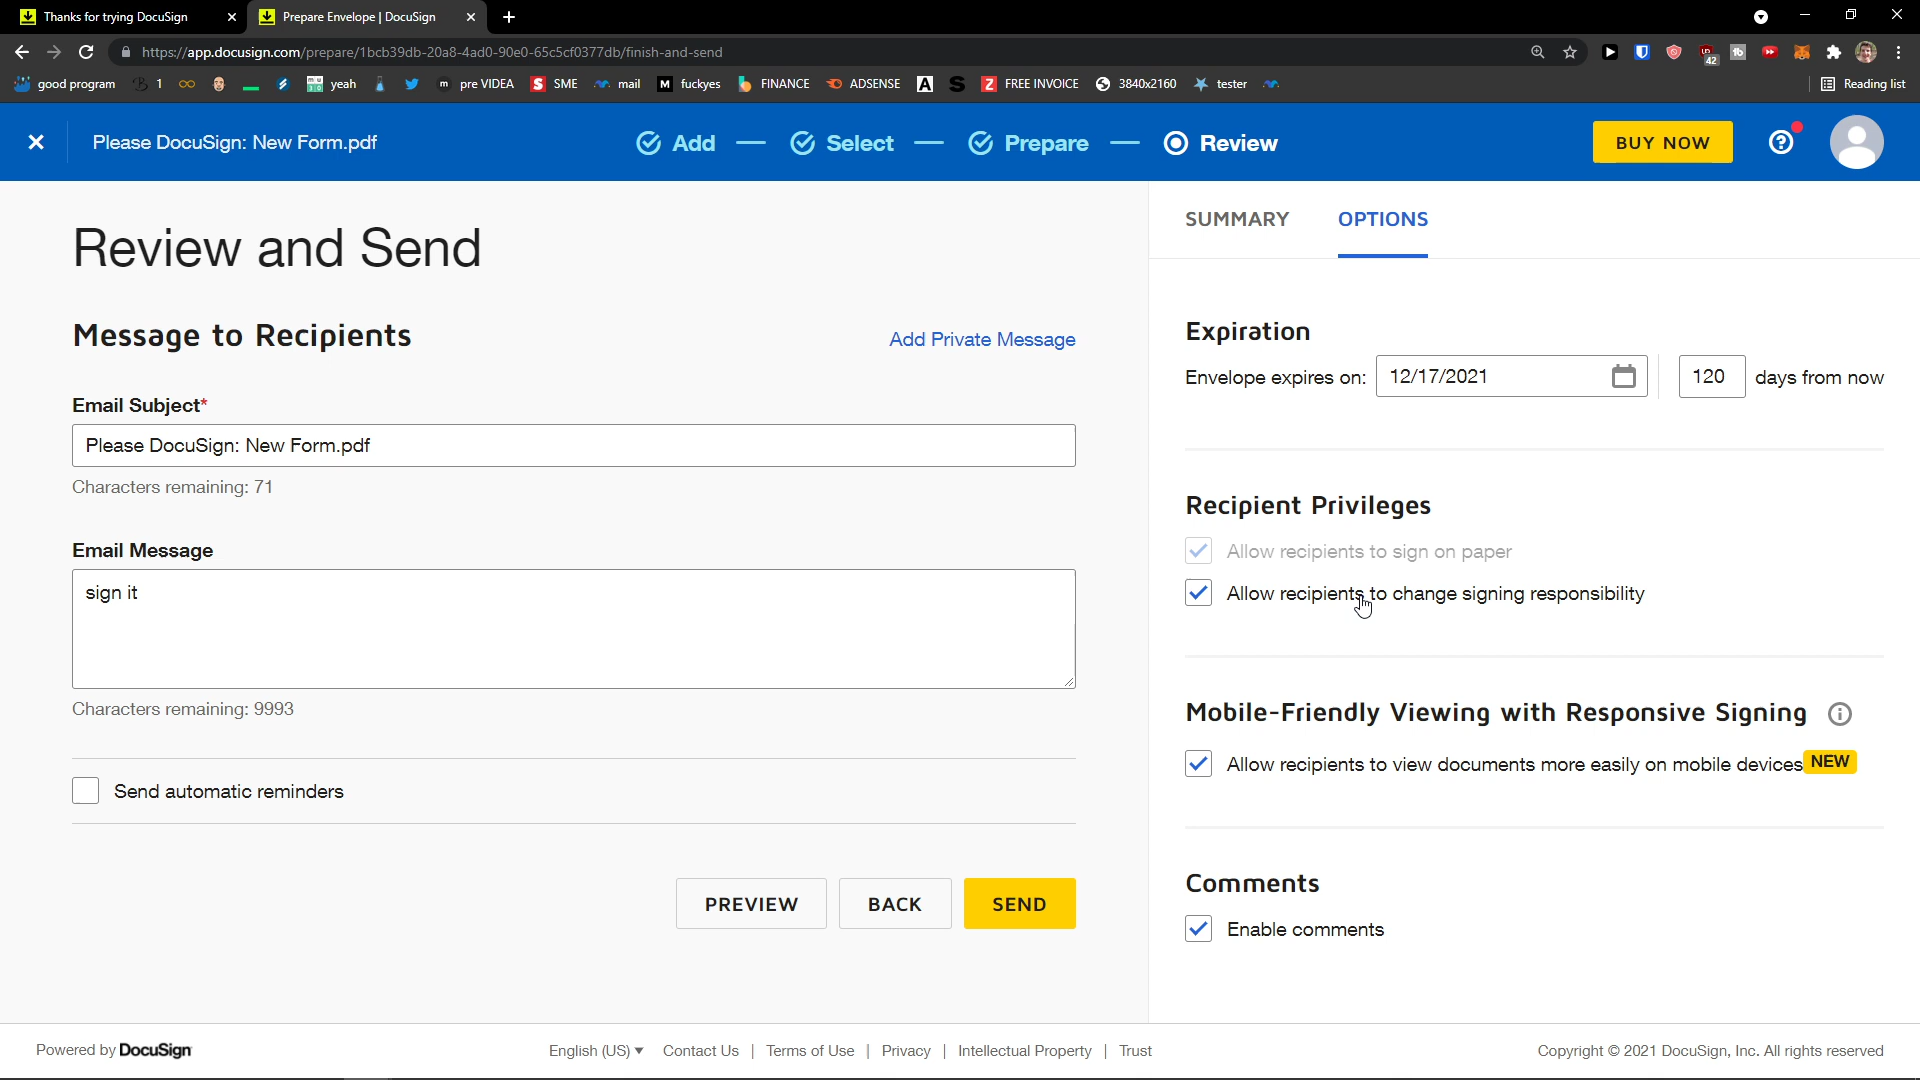 Thanks for trying DocuSign
Prepare Envelope | DocuSign
https://app.docusign.com/prepare/1bcb39db-20a8-4ad0-90e0-65c5cf0377db/finish-and-send
42
good program
1
yeah
pre VIDEA
SME
mail
fuckyes
FINANCE
ADSENSE
FREE INVOICE
3840x2160
tester
Reading list
Please DocuSign: New Form.pdf
Add
Select
Prepare
Review
BUY NOW
Review and Send
Message to Recipients
Add Private Message
Email Subject*
Please DocuSign: New Form.pdf
Characters remaining: 71
Email Message
sign it
Characters remaining: 9993
Send automatic reminders
PREVIEW
BACK
SEND
SUMMARY
OPTIONS
Expiration
Envelope expires on: 12/17/2021 120 days from now
Recipient Privileges
Allow recipients to sign on paper
Allow recipients to change signing responsibility
Mobile-Friendly Viewing with Responsive Signing
Allow recipients to view documents more easily on mobile devices NEW
Comments
Enable comments
Powered by DocuSign
English (US)
Contact Us | Terms of Use | Privacy | Intellectual Property | Trust
Copyright © 2021 DocuSign, Inc. All rights reserved